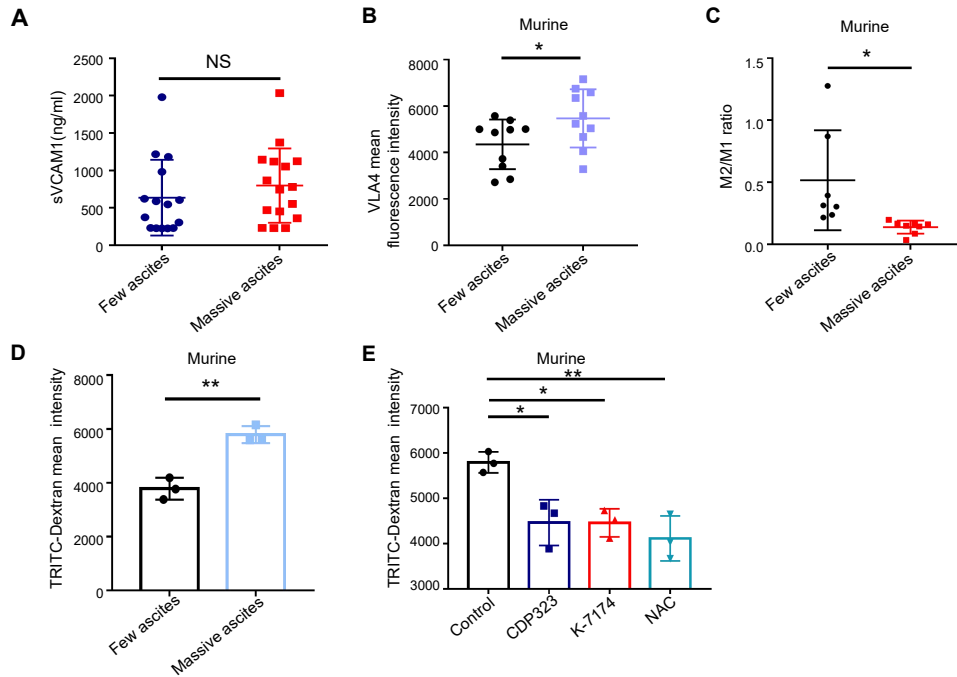 A
sVCAM1(ng/ml)
2500
2000
1500
1000
500
0
NS
Few ascites
Massive ascites
B
Murine
VLA4 mean
fluorescence intensity
8000
6000
4000
2000
0
*
Few ascites
Massive ascites
C
Murine
M2/M1 ratio
1.5
1.0
0.5
0.0
*
Few ascites
Massive ascites
D
Murine
TRITC-Dextran mean intensity
8000
6000
4000
2000
0
**
Few ascites
Massive ascites
E
Murine
TRITC-Dextran mean intensity
7000
6000
5000
4000
3000
**
*
*
Control
CDP323
K-7174
NAC